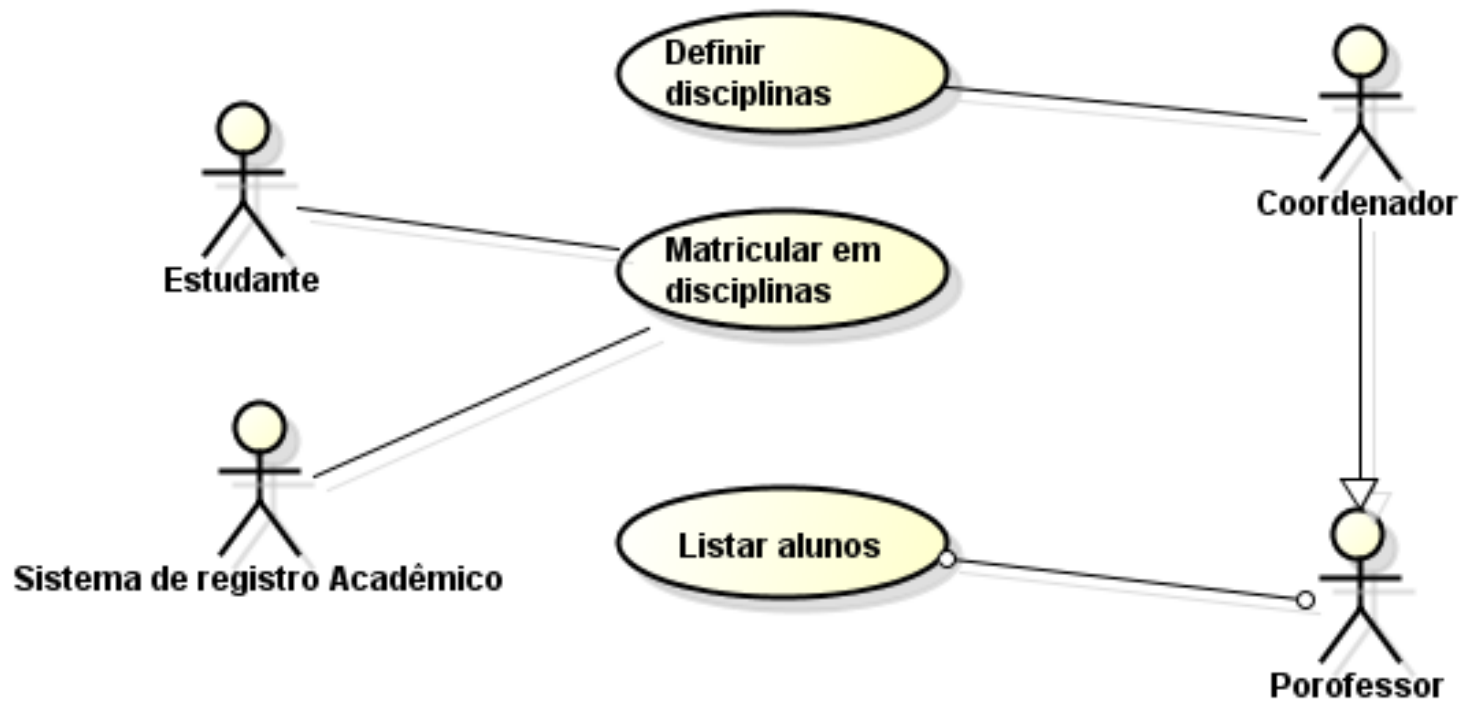 Definir
disciplinas
Coordenador
Estudante
Matricular em
disciplinas
Sistema de registro Acadêmico
Listar alunos
Porofessor